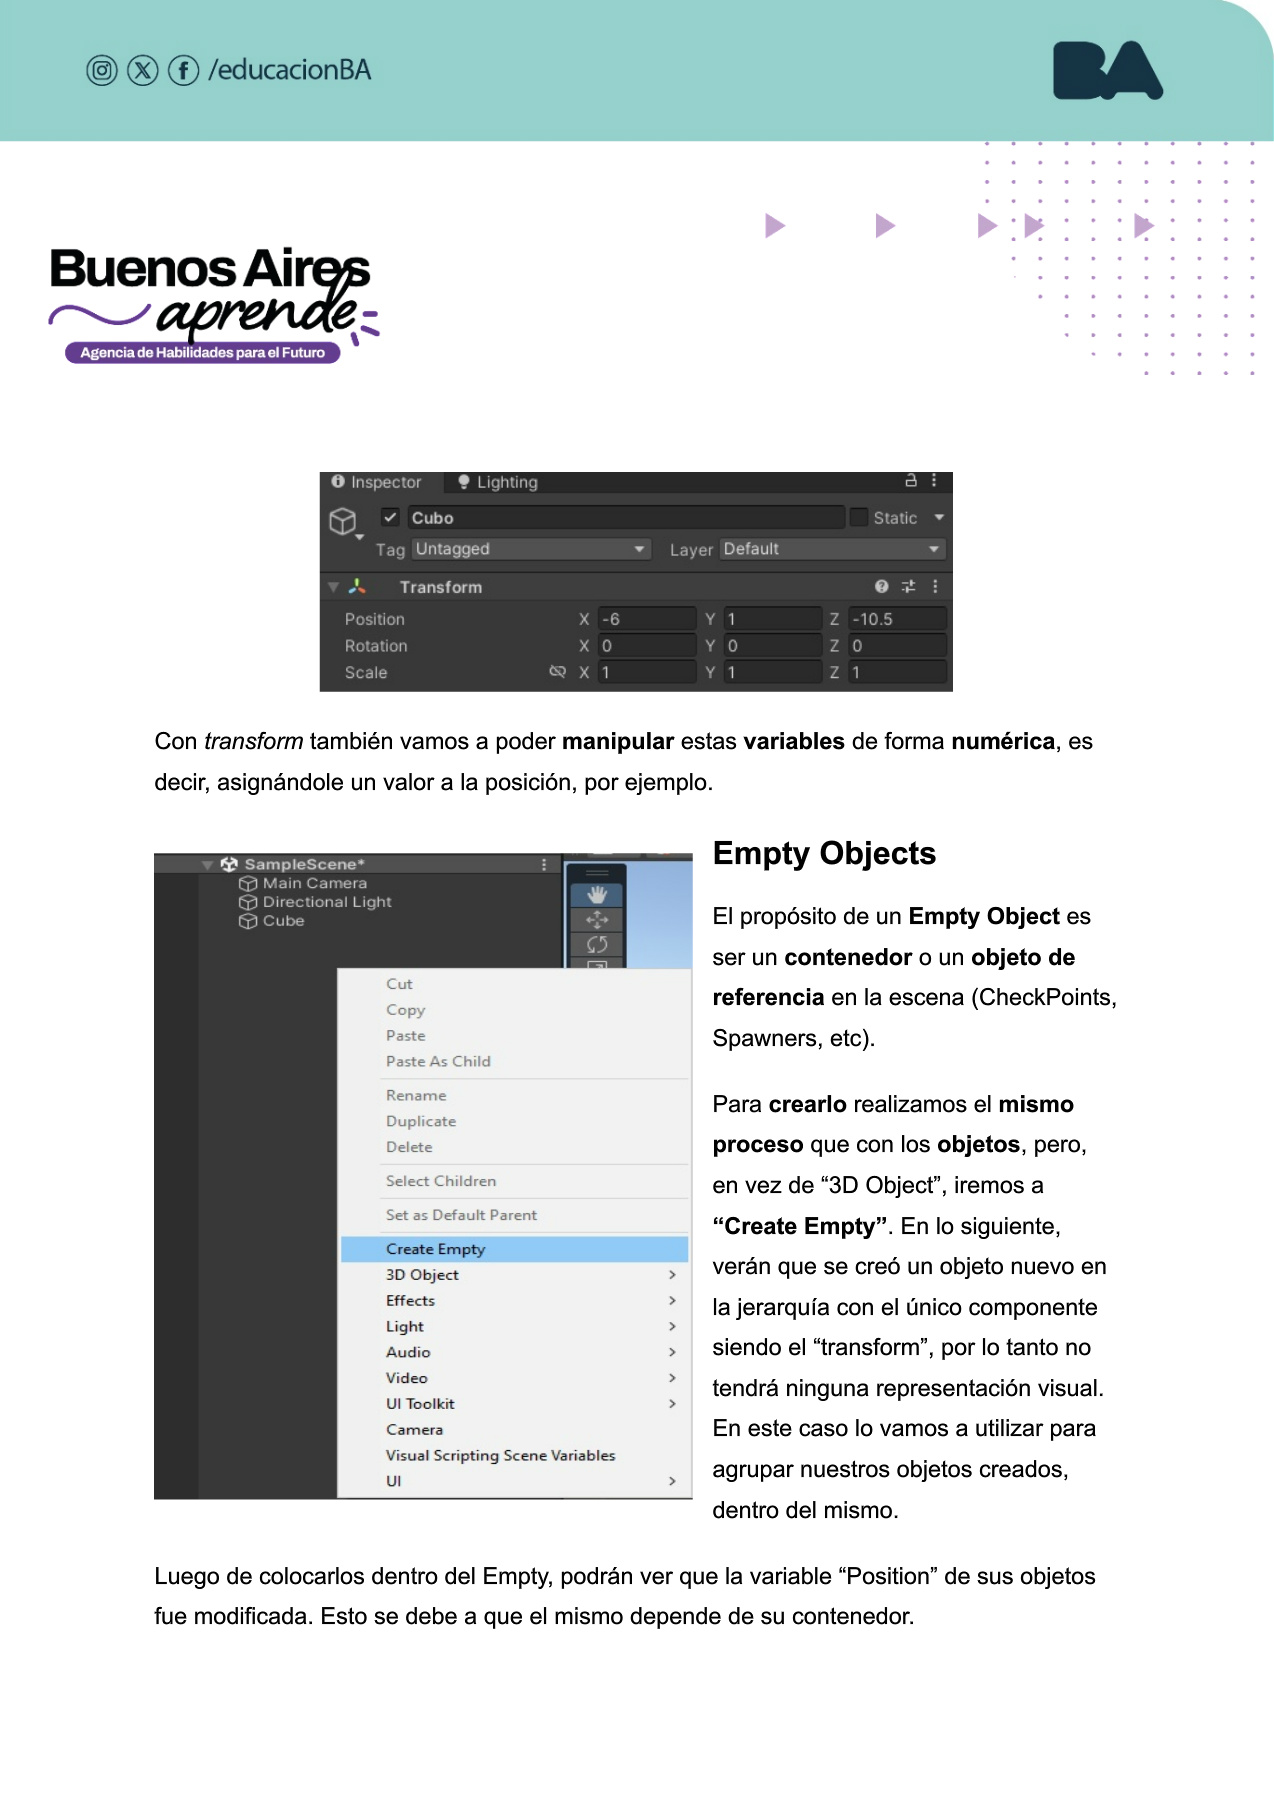 /educacionBA
BA
Buenos Aires
aprende
Agencia de Habilidades para el Futuro
Inspector Lighting
Cubo Static
Tag Untagged Layer Default
Transform
Position X -6 Y 1 Z -10.5
Rotation X 0 Y 0 Z 0
Scale X 1 Y 1 Z 1
Con transform también vamos a poder manipular estas variables de forma numérica, es
decir, asignándole un valor a la posición, por ejemplo.
SampleScene*
Main Camera
Directional Light
Cube
Cut
Copy
Paste
Paste As Child
Rename
Duplicate
Delete
Select Children
Set as Default Parent
Create Empty
3D Object
Effects
Light
Audio
Video
UI Toolkit
Camera
Visual Scripting Scene Variables
UI
Empty Objects
El propósito de un Empty Object es
ser un contenedor o un objeto de
referencia en la escena (CheckPoints,
Spawners, etc).
Para crearlo realizamos el mismo
proceso que con los objetos, pero,
en vez de “3D Object”, iremos a
“Create Empty”. En lo siguiente,
verán que se creó un objeto nuevo en
la jerarquía con el único componente
siendo el “transform”, por lo tanto no
tendrá ninguna representación visual.
En este caso lo vamos a utilizar para
agrupar nuestros objetos creados,
dentro del mismo.
Luego de colocarlos dentro del Empty, podrán ver que la variable “Position” de sus objetos
fue modificada. Esto se debe a que el mismo depende de su contenedor.